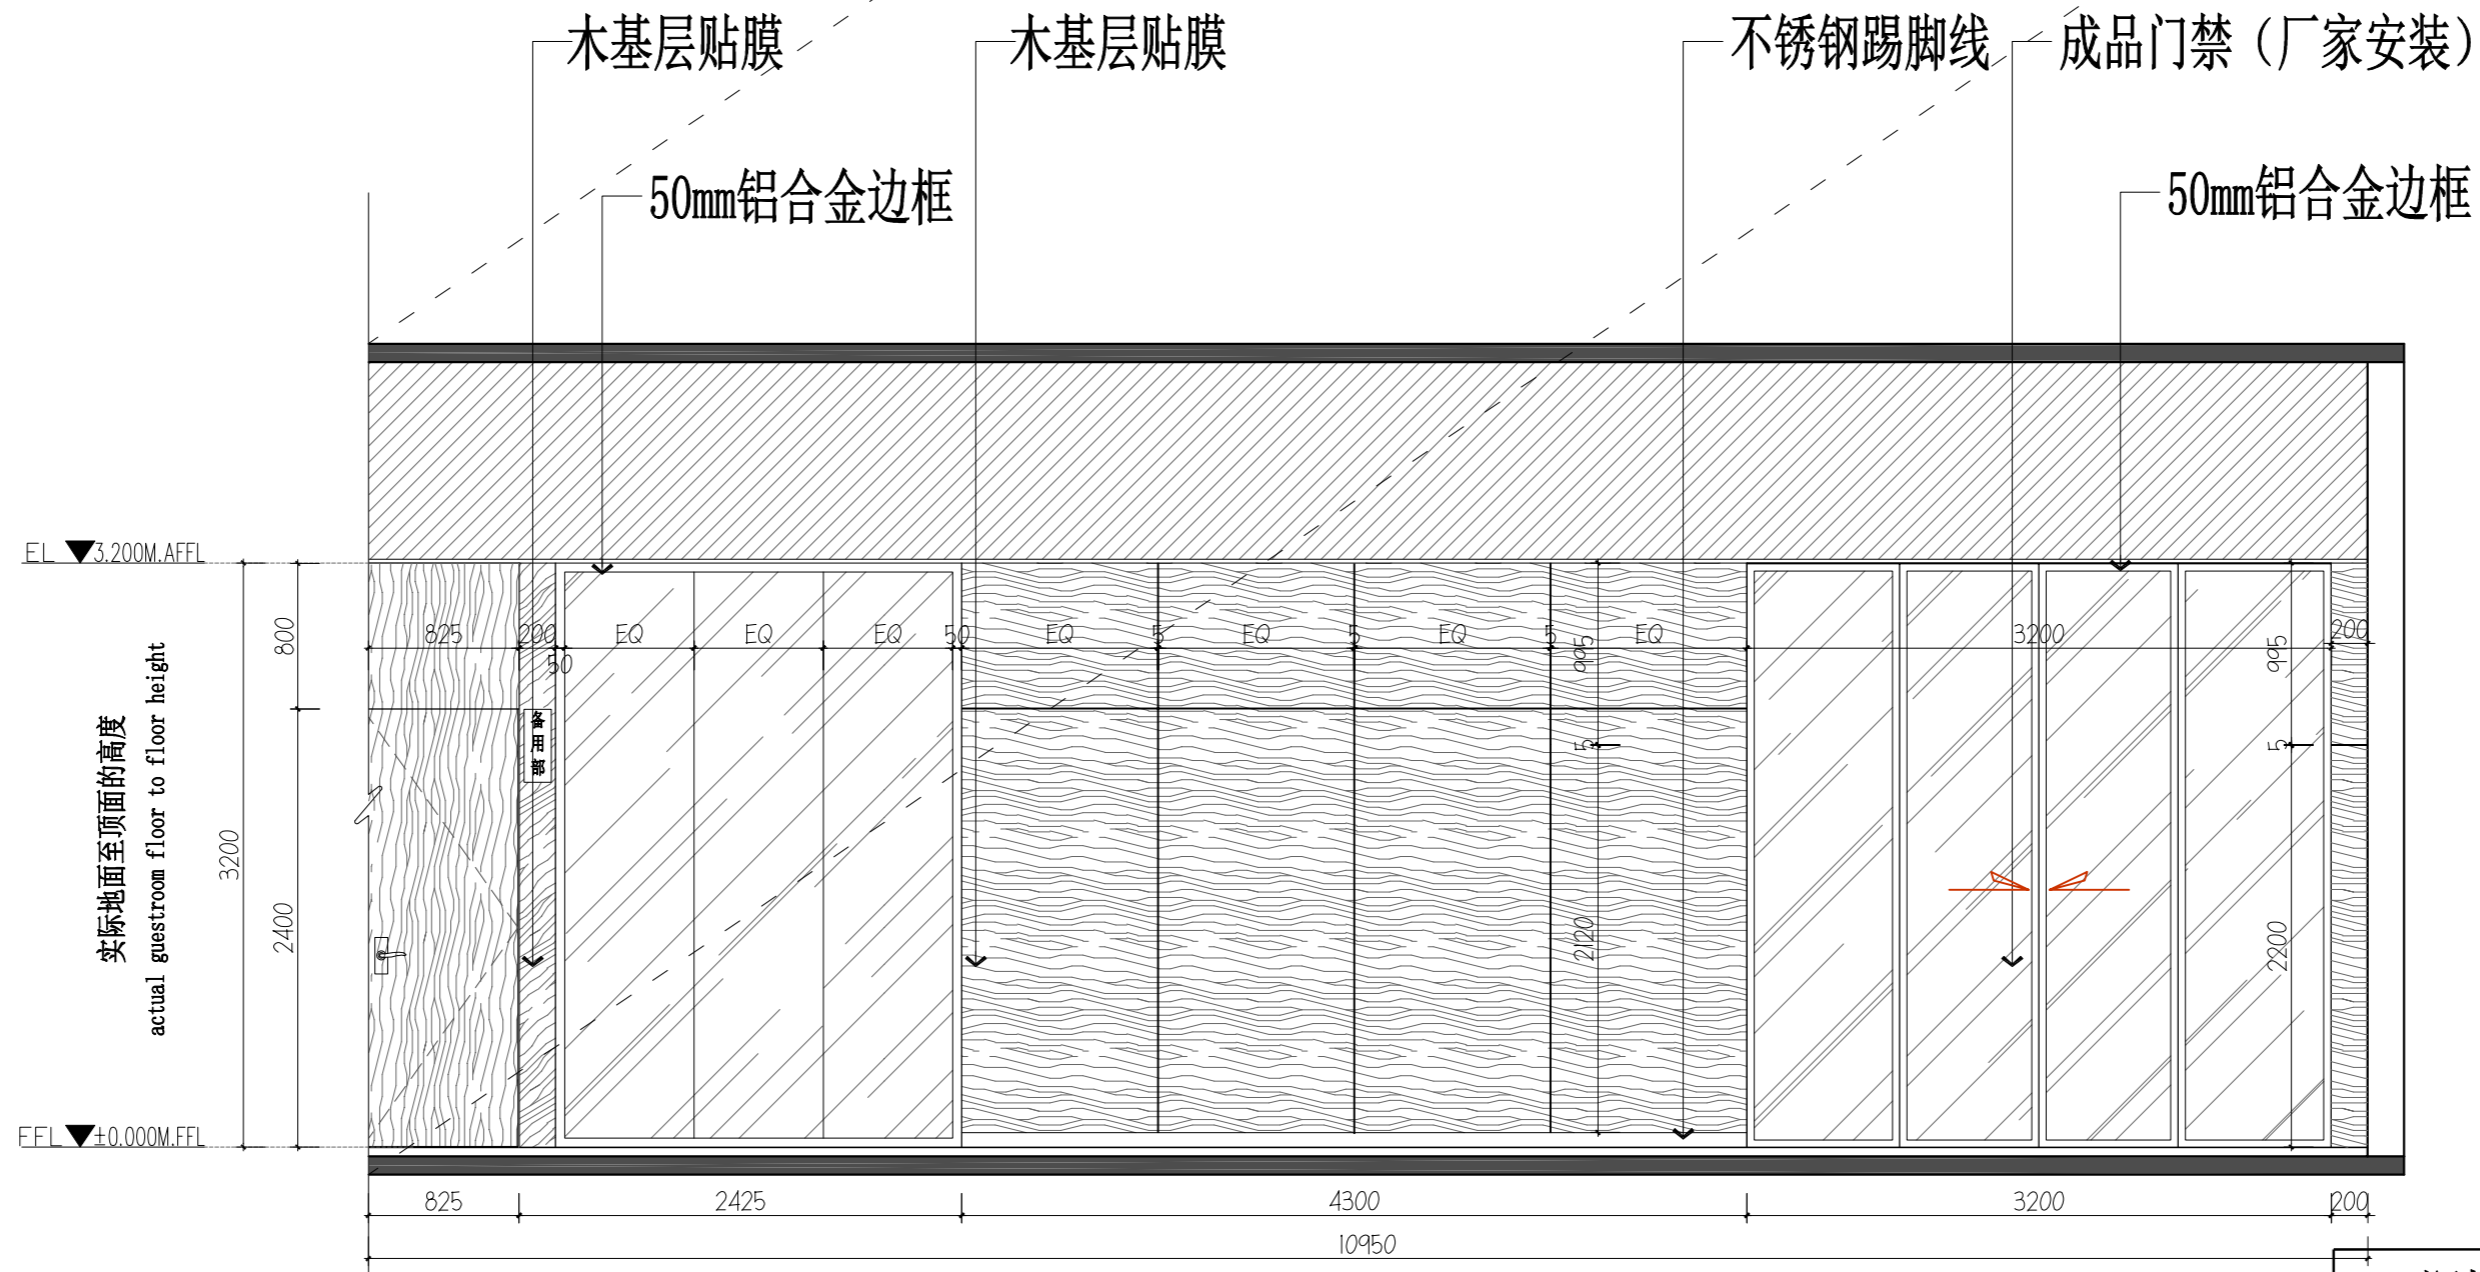 木基层贴膜
木基层贴膜
不锈钢踢脚线
成品门禁（厂家安装）
50mm铝合金边框
50mm铝合金边框
EL 3.200M.AFFL
800
2400
3200
实际地面至顶面的高度
actual guestroom floor to floor height
825
200
50
EQ
EQ
EQ
50
EQ
5
EQ
5
EQ
5
EQ
995
3200
995
200
备用部
5
5
2120
2200
FFL ±0.000M.FFL
825
2425
4300
3200
200
10950